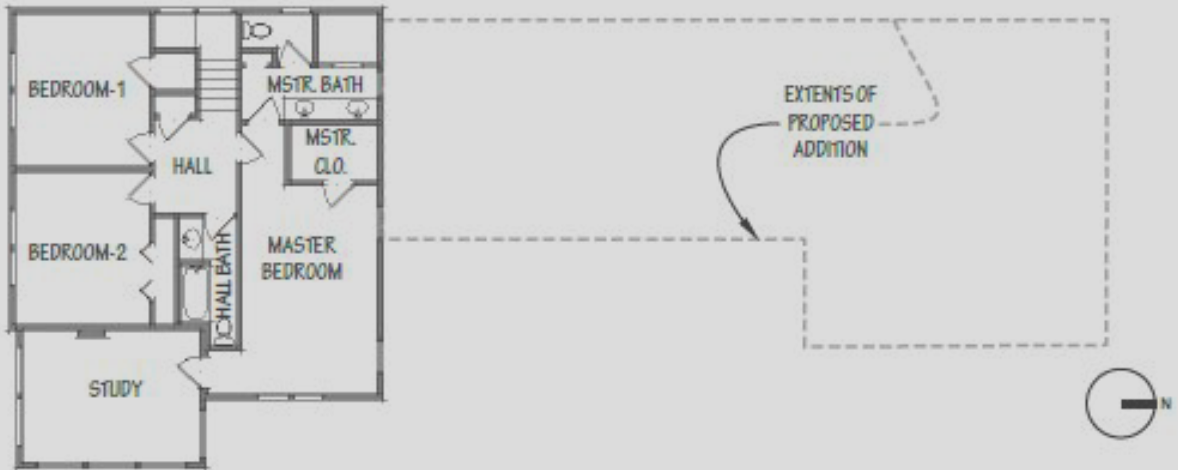 BEDROOM-1
MSTR. BATH
MSTR.
CLO.
HALL
BEDROOM-2
HALL BATH
MASTER
BEDROOM
STUDY
EXTENTS OF
PROPOSED
ADDITION
N